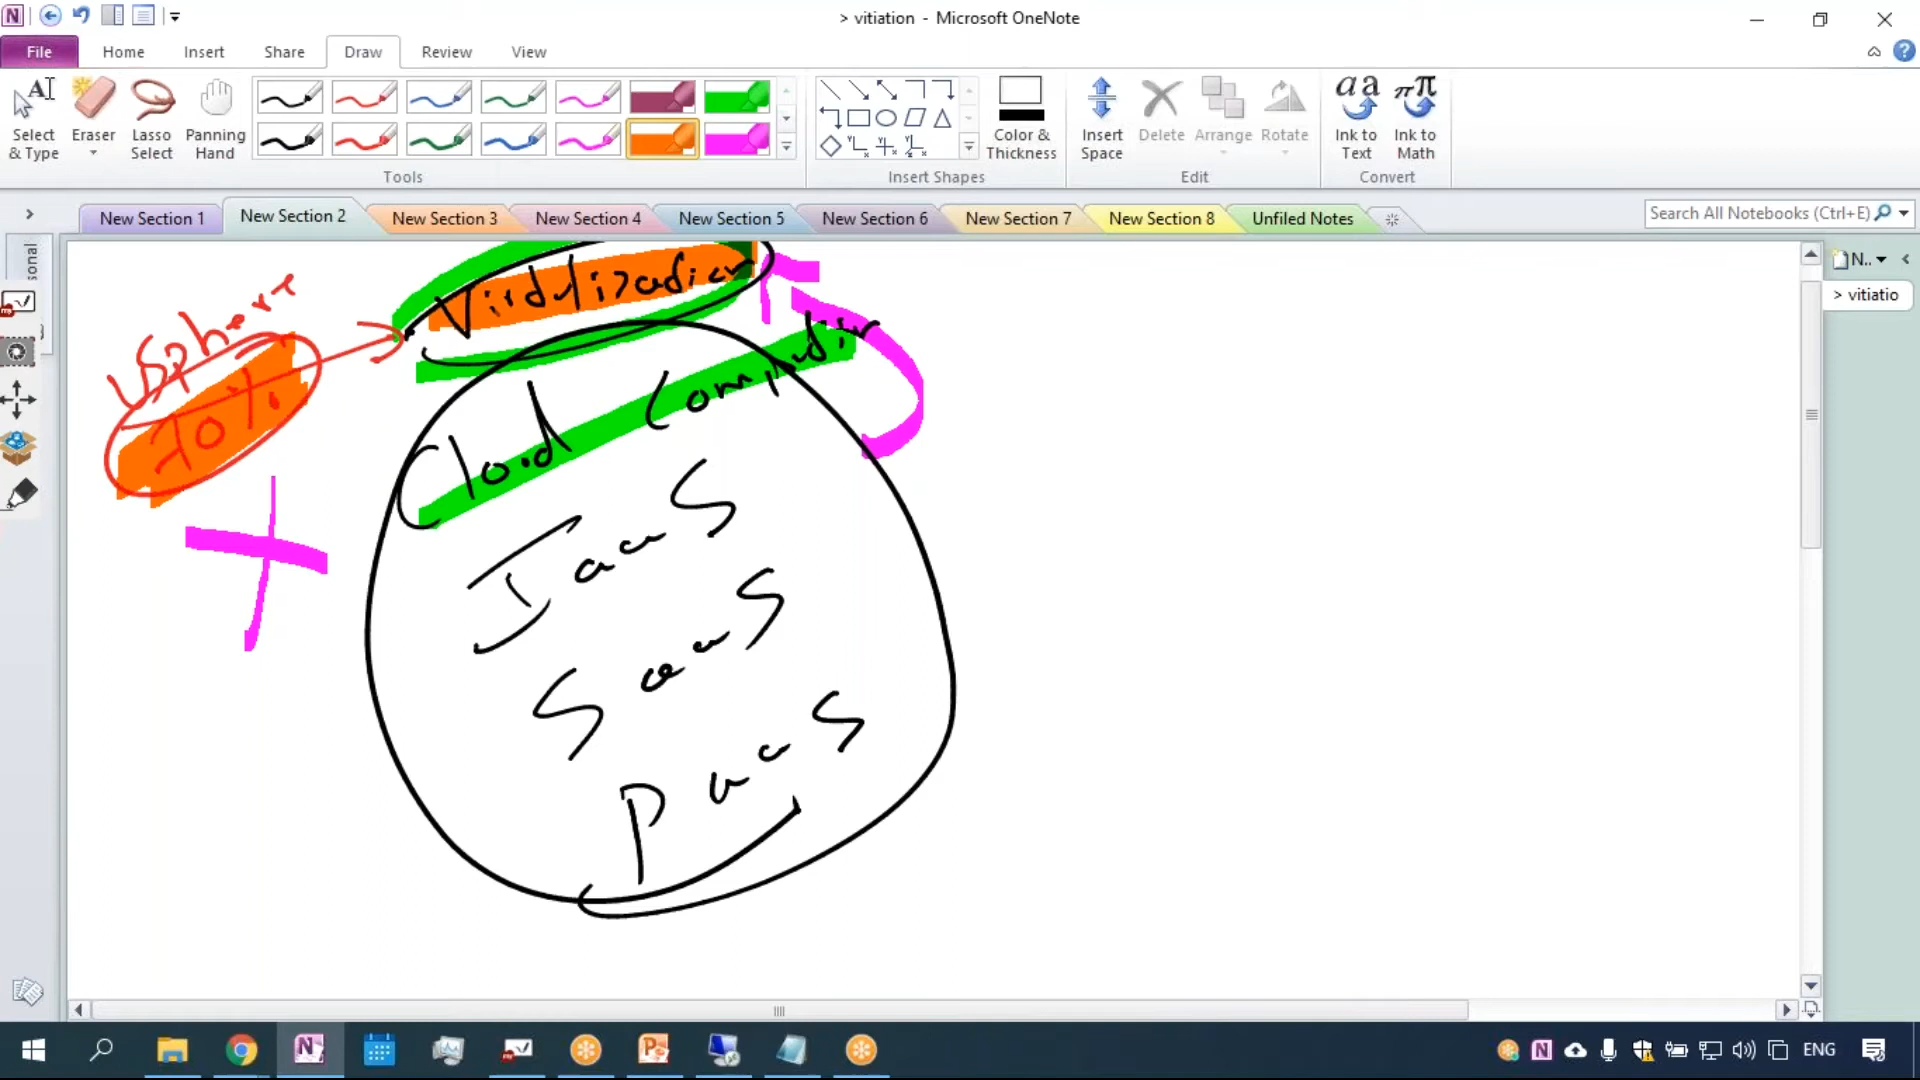 > vitiation - Microsoft OneNote
File Home Insert Share Draw Review View
Select & Type
Eraser
Lasso Select
Panning Hand
Color & Thickness
Insert Space
Delete
Arrange
Rotate
Ink to Text
Ink to Math
Tools
Insert Shapes
Edit
Convert
New Section 1 New Section 2 New Section 3 New Section 4 New Section 5 New Section 6 New Section 7 New Section 8 Unfiled Notes
Search All Notebooks (Ctrl+E)
sonal
N..
> vitiatio
vSphere
70%
Cloud
IaaS
SaaS
PaaS
ENG